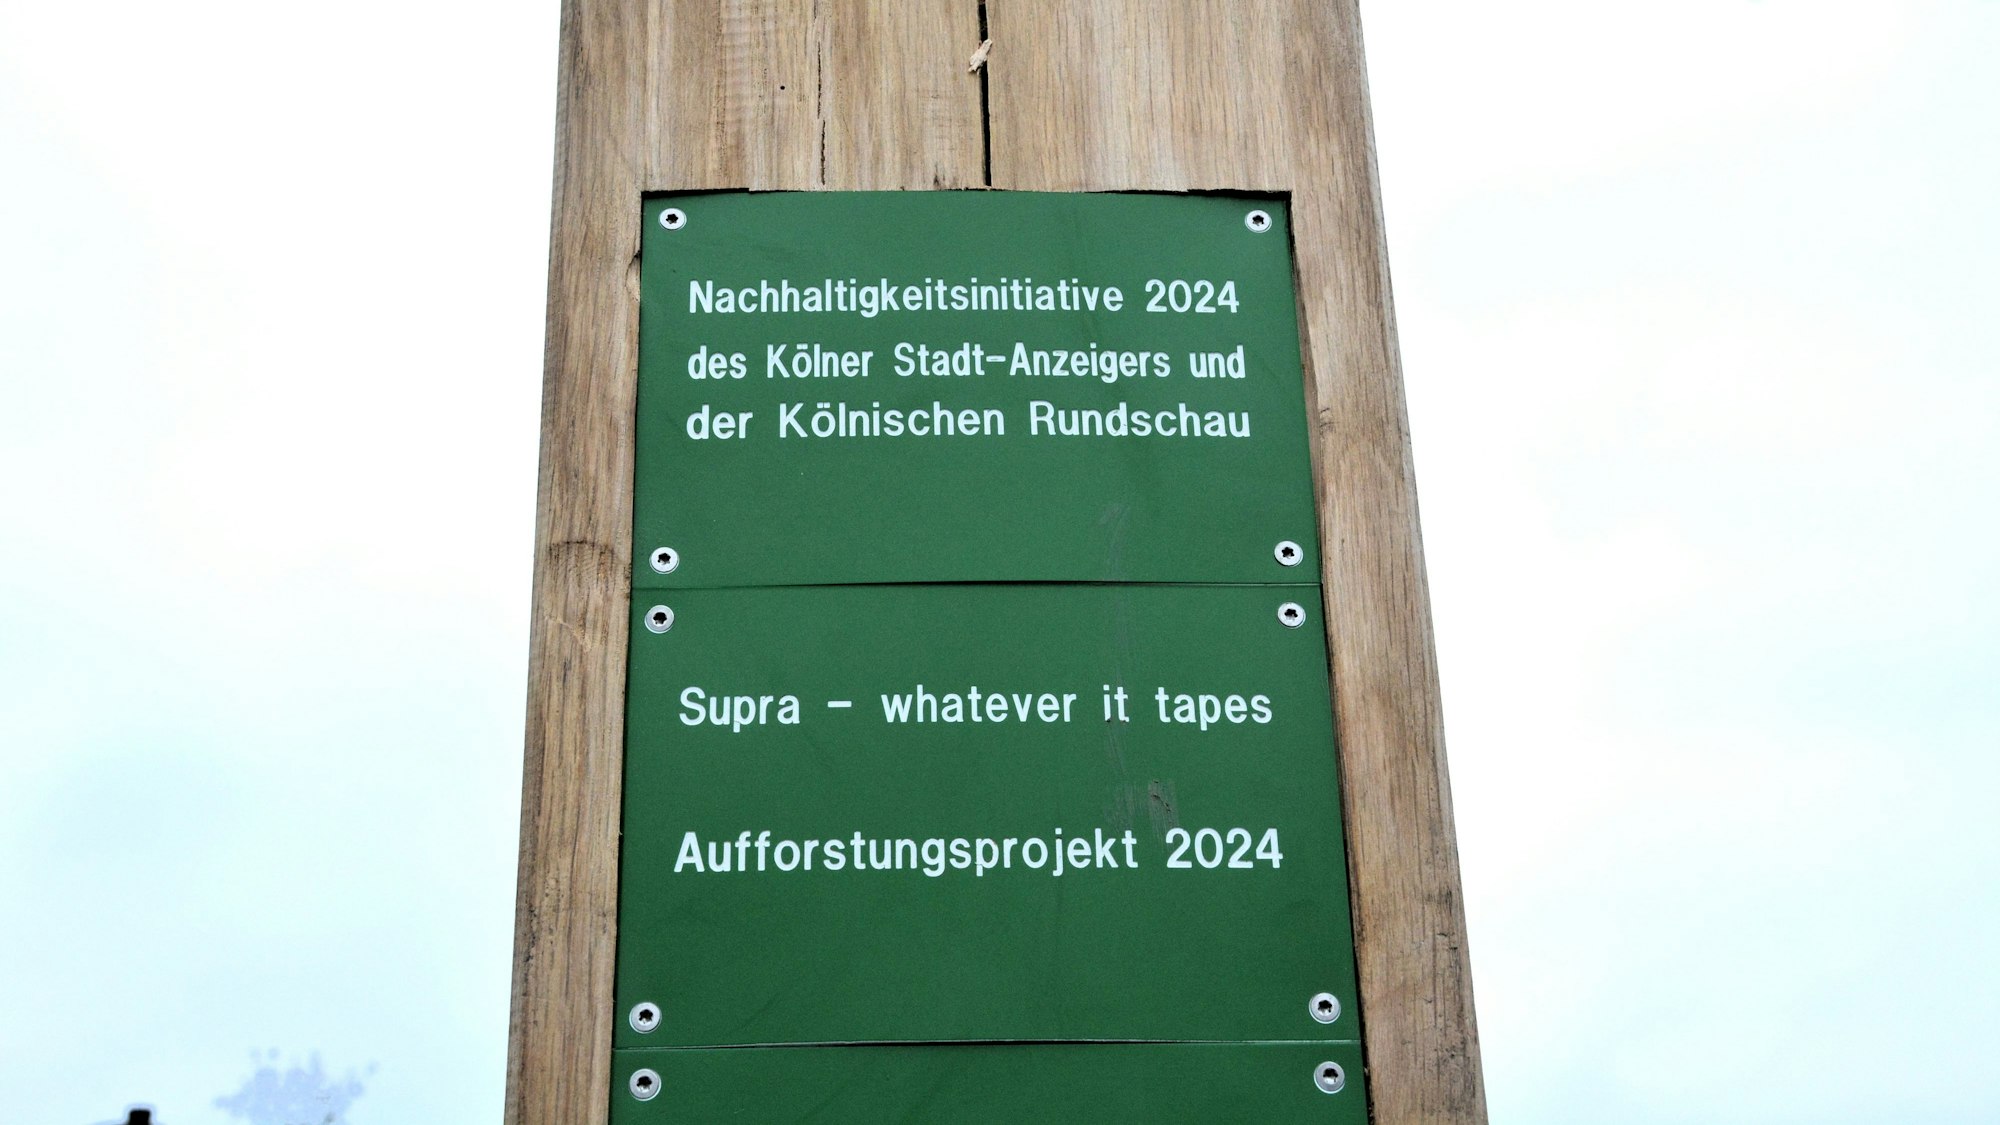 Nachhaltigkeitsinitiative 2024
des Kölner Stadt-Anzeigers und
der Kölnischen Rundschau
Supra - whatever it tapes
Aufforstungsprojekt 2024